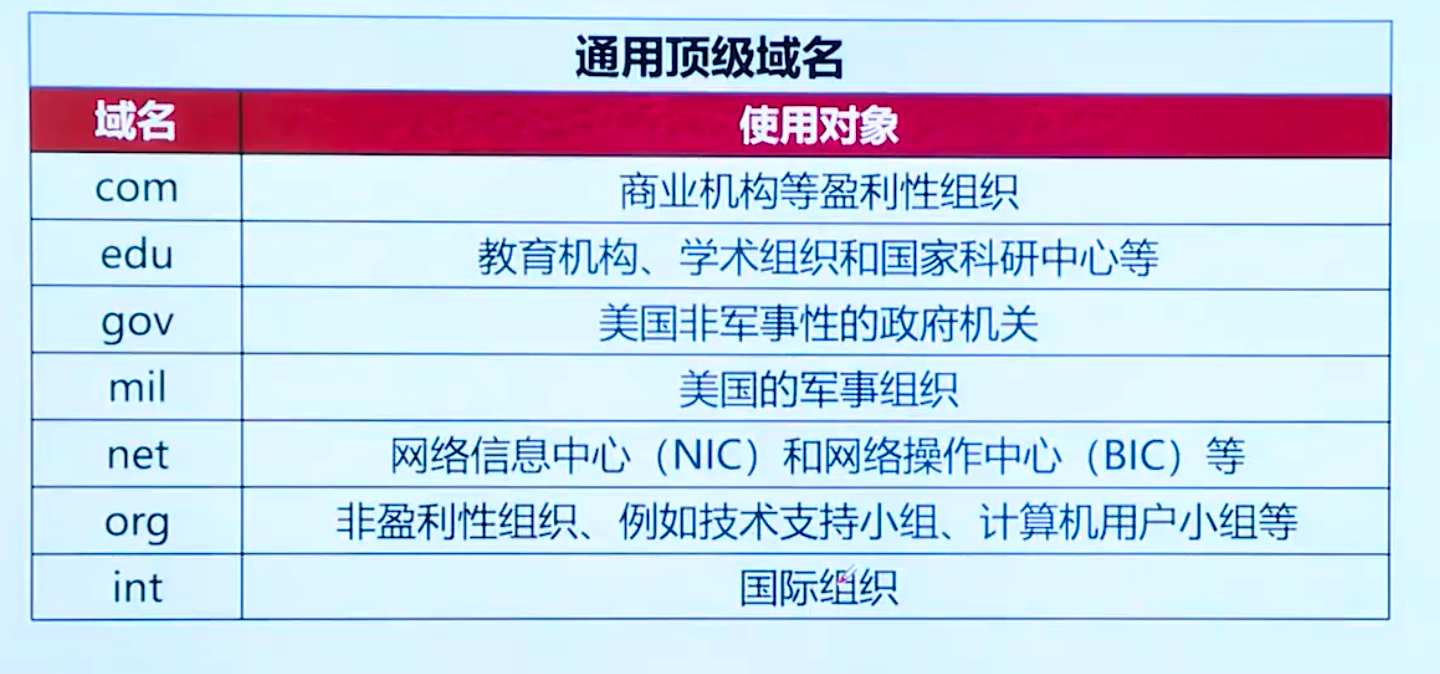 通用顶级域名
域名 使用对象
com 商业机构等盈利性组织
edu 教育机构、学术组织和国家科研中心等
gov 美国非军事性的政府机关
mil 美国的军事组织
net 网络信息中心（NIC）和网络操作中心（BIC）等
org 非盈利性组织、例如技术支持小组、计算机用户小组等
int 国际组织